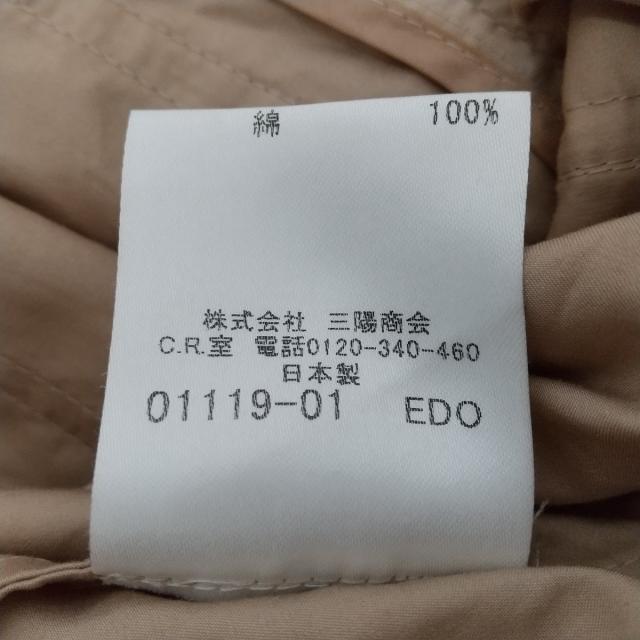 綿 100%
株式会社 三陽商会
C.R.室 電話0120-340-460
日本製
01119-01 EDO